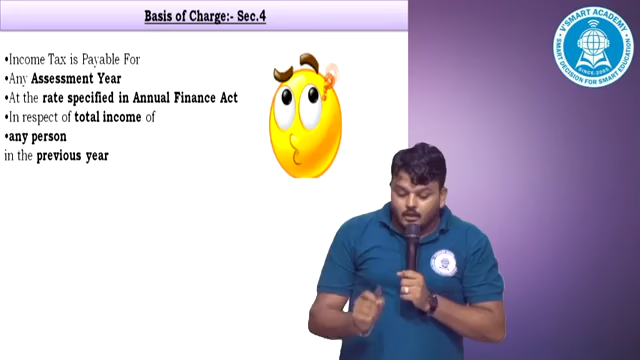 Basis of Charge:- Sec.4
•Income Tax is Payable For
•Any Assessment Year
•At the rate specified in Annual Finance Act
•In respect of total income of
•any person
in the previous year
V'SMART ACADEMY
SINCE-2005
SMART DECISION FOR SMART EDUCATION